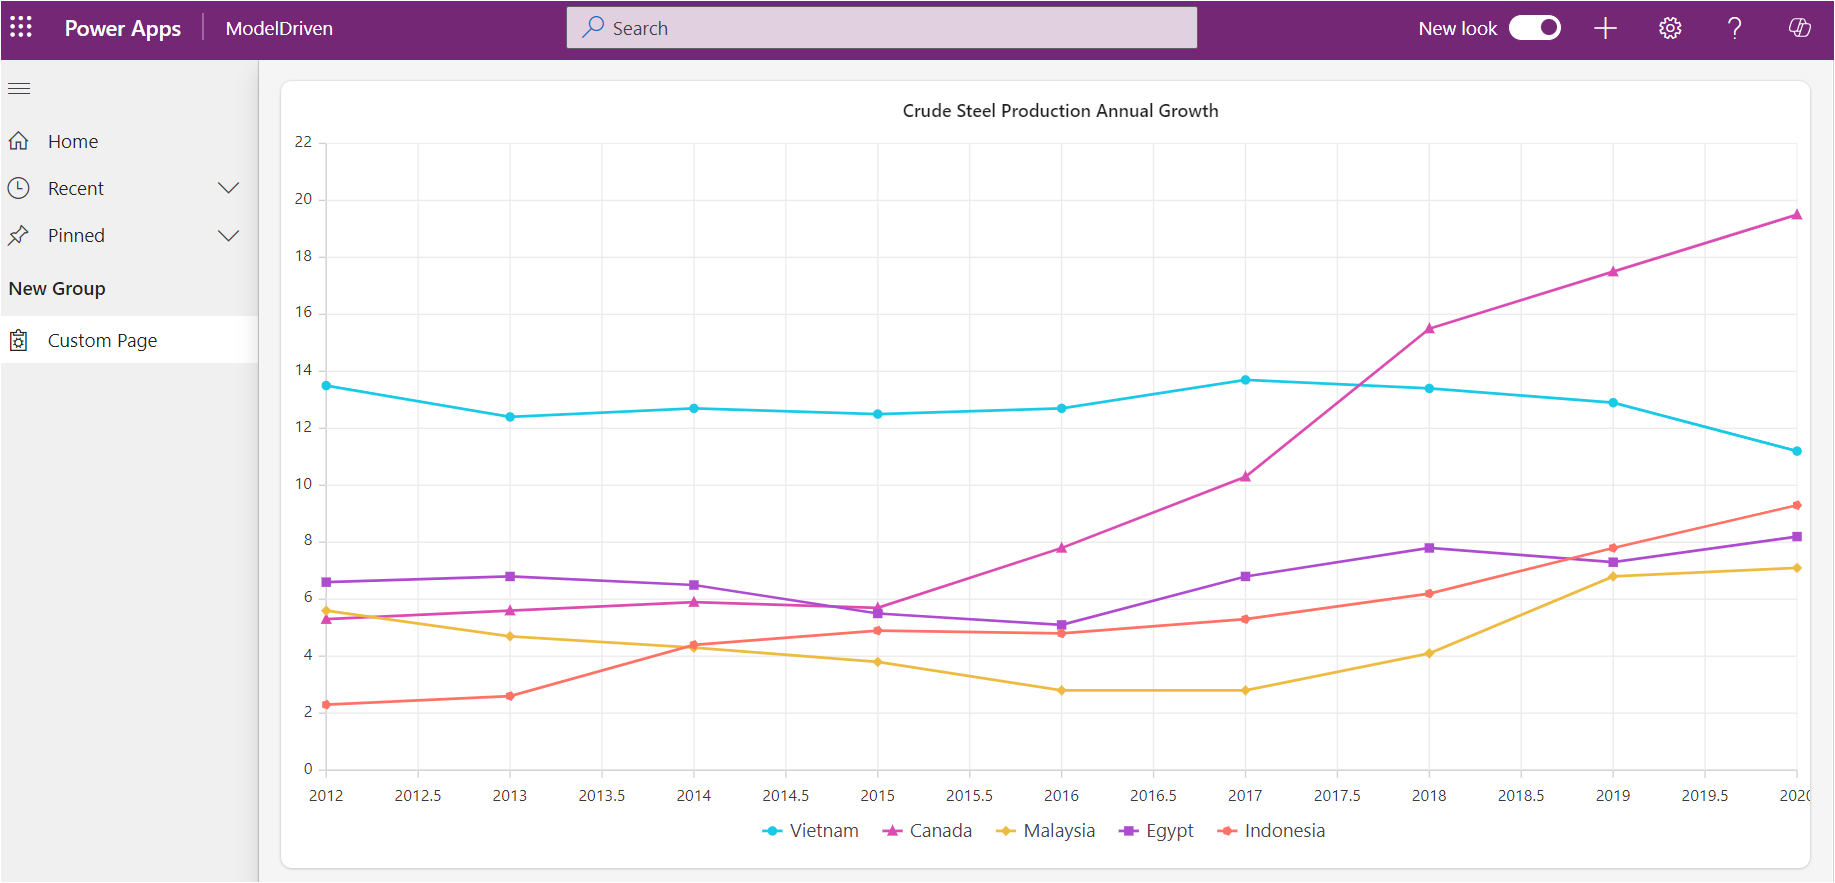 Power Apps ModelDriven Search New look
Home
Recent
Pinned
New Group
Custom Page
Crude Steel Production Annual Growth
22
20
18
16
14
12
10
8
6
4
2
0
2012 2012.5 2013 2013.5 2014 2014.5 2015 2015.5 2016 2016.5 2017 2017.5 2018 2018.5 2019 2019.5 2020
Vietnam Canada Malaysia Egypt Indonesia